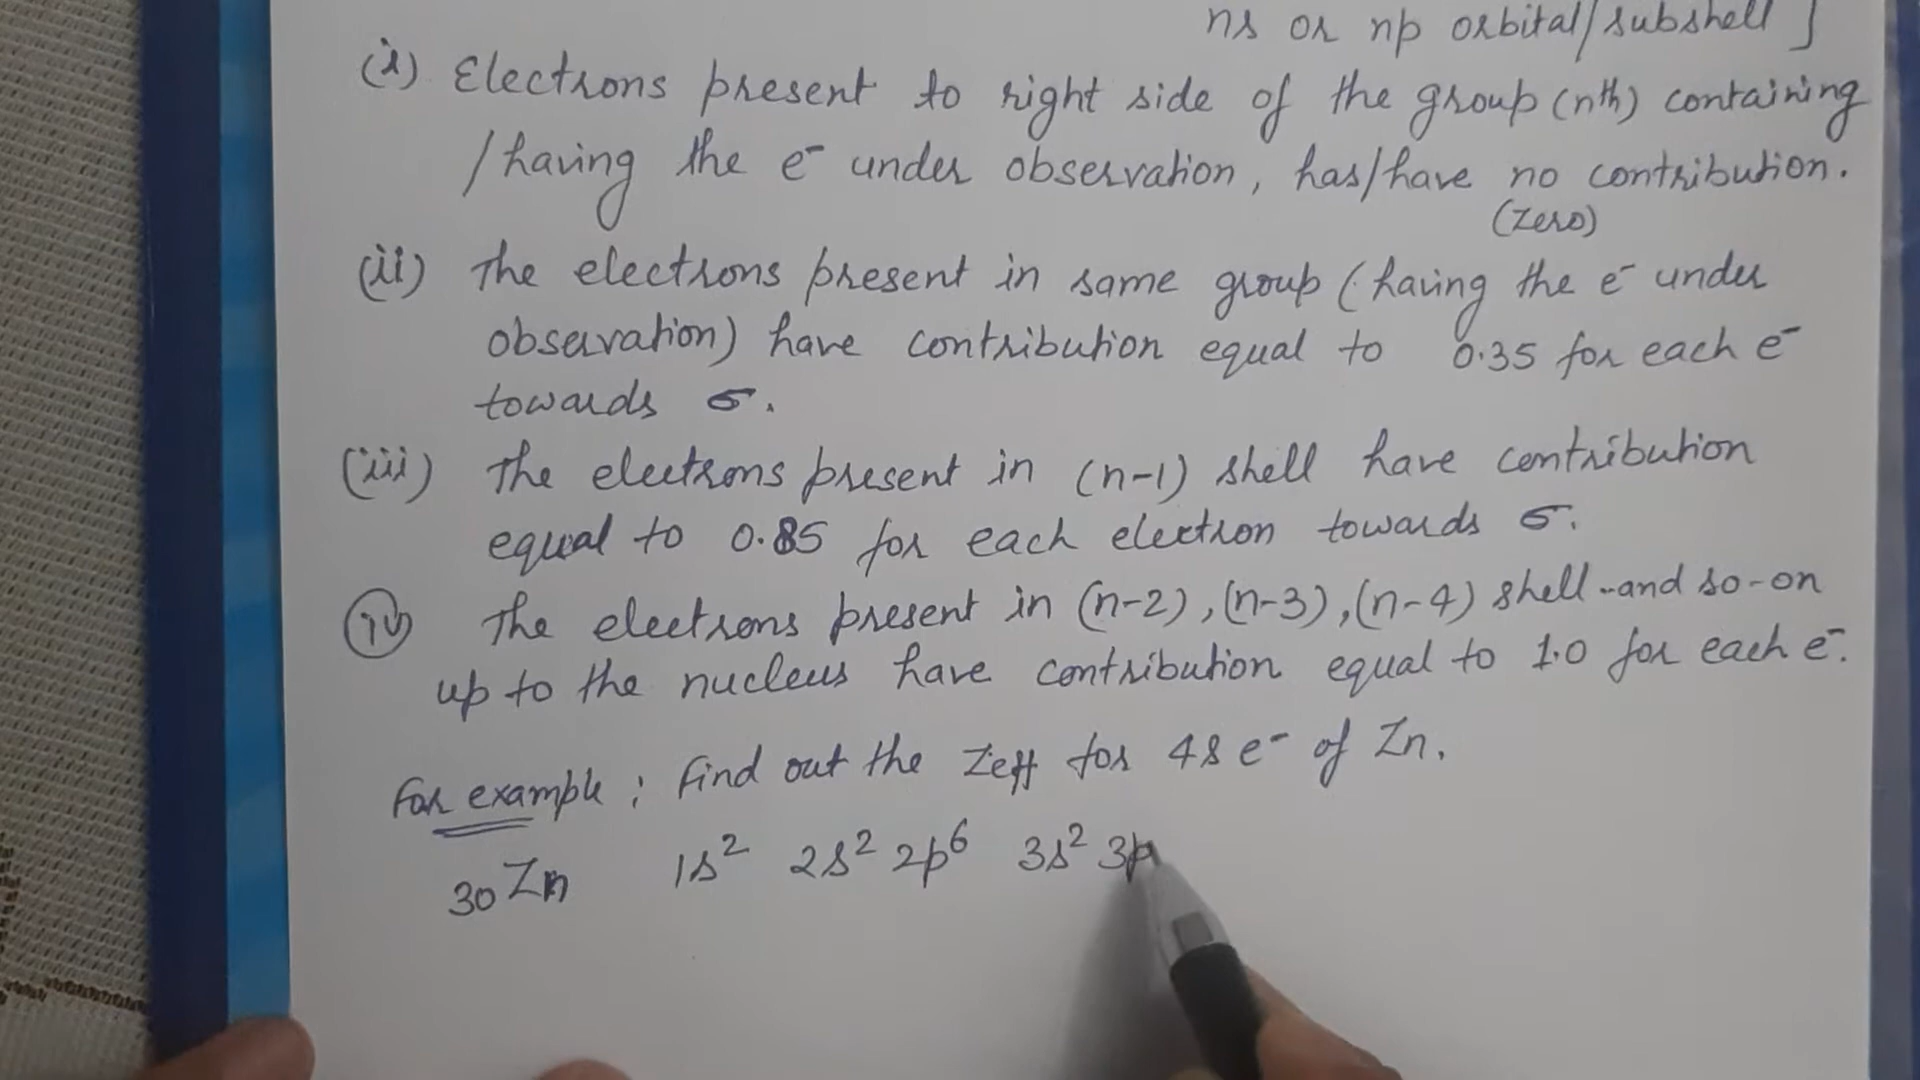 ns or np orbital/subshell]
(i) Electrons present to right side of the group (nth) containing
/having the e⁻ under observation, has/have no contribution.
(zero)
(ii) The electrons present in same group (having the e⁻ under
observation) have contribution equal to 0.35 for each e⁻
towards σ.
(iii) The electrons present in (n-1) shell have contribution
equal to 0.85 for each electron towards σ.
(iv) The electrons present in (n-2), (n-3), (n-4) shell - and so-on
up to the nucleus have contribution equal to 1.0 for each e⁻.
For example : Find out the Zeff for 4s e⁻ of Zn.
₃₀Zn 1s² 2s² 2p⁶ 3s² 3p